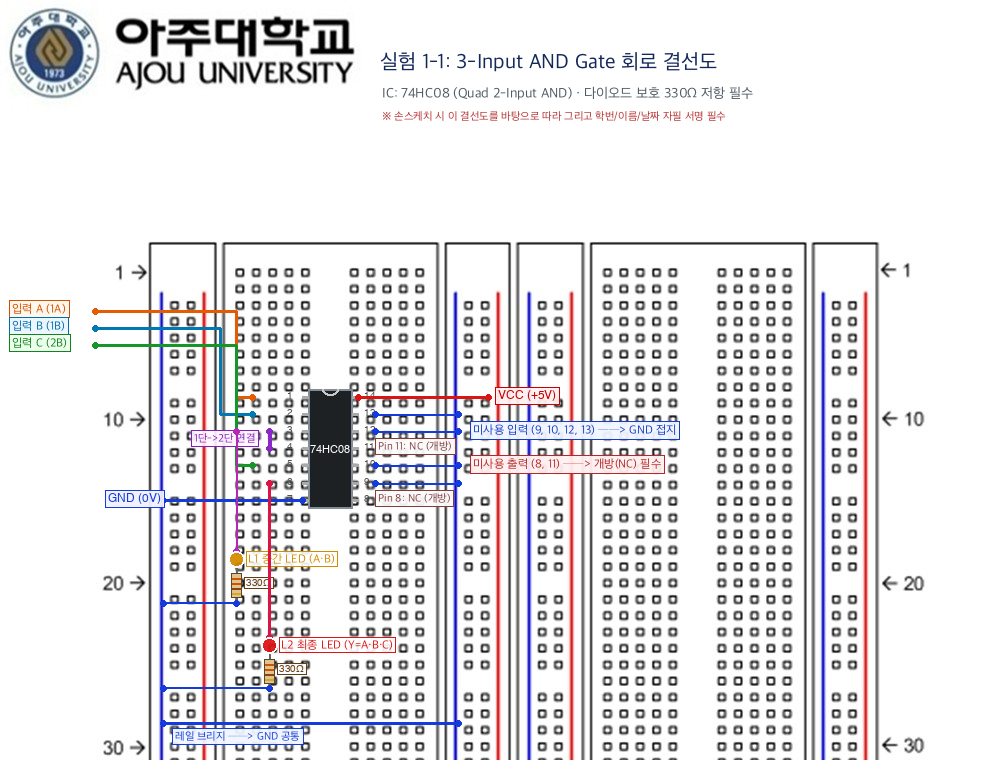 아주대학교
AJOU UNIVERSITY
아주대학교
1973
AJOU UNIVERSITY
실험 1-1: 3-Input AND Gate 회로 결선도
IC: 74HC08 (Quad 2-Input AND) · 다이오드 보호 330Ω 저항 필수
※ 손스케치 시 이 결선도를 바탕으로 따라 그리고 학번/이름/날짜 자필 서명 필수
1 →
← 1
입력 A (1A)
입력 B (1B)
입력 C (2B)
1
14
VCC (+5V)
10 →
2
13
← 10
미사용 입력 (9, 10, 12, 13) ──> GND 접지
3
12
1단->2단 연결
4
11
Pin 11: NC (개방)
74HC08
5
10
미사용 출력 (8, 11) ──> 개방(NC) 필수
6
9
GND (0V)
7
8
Pin 8: NC (개방)
L1 중간 LED (A·B)
20 →
330Ω
← 20
L2 최종 LED (Y=A·B·C)
330Ω
레일 브리지 ──> GND 공통
30 →
← 30